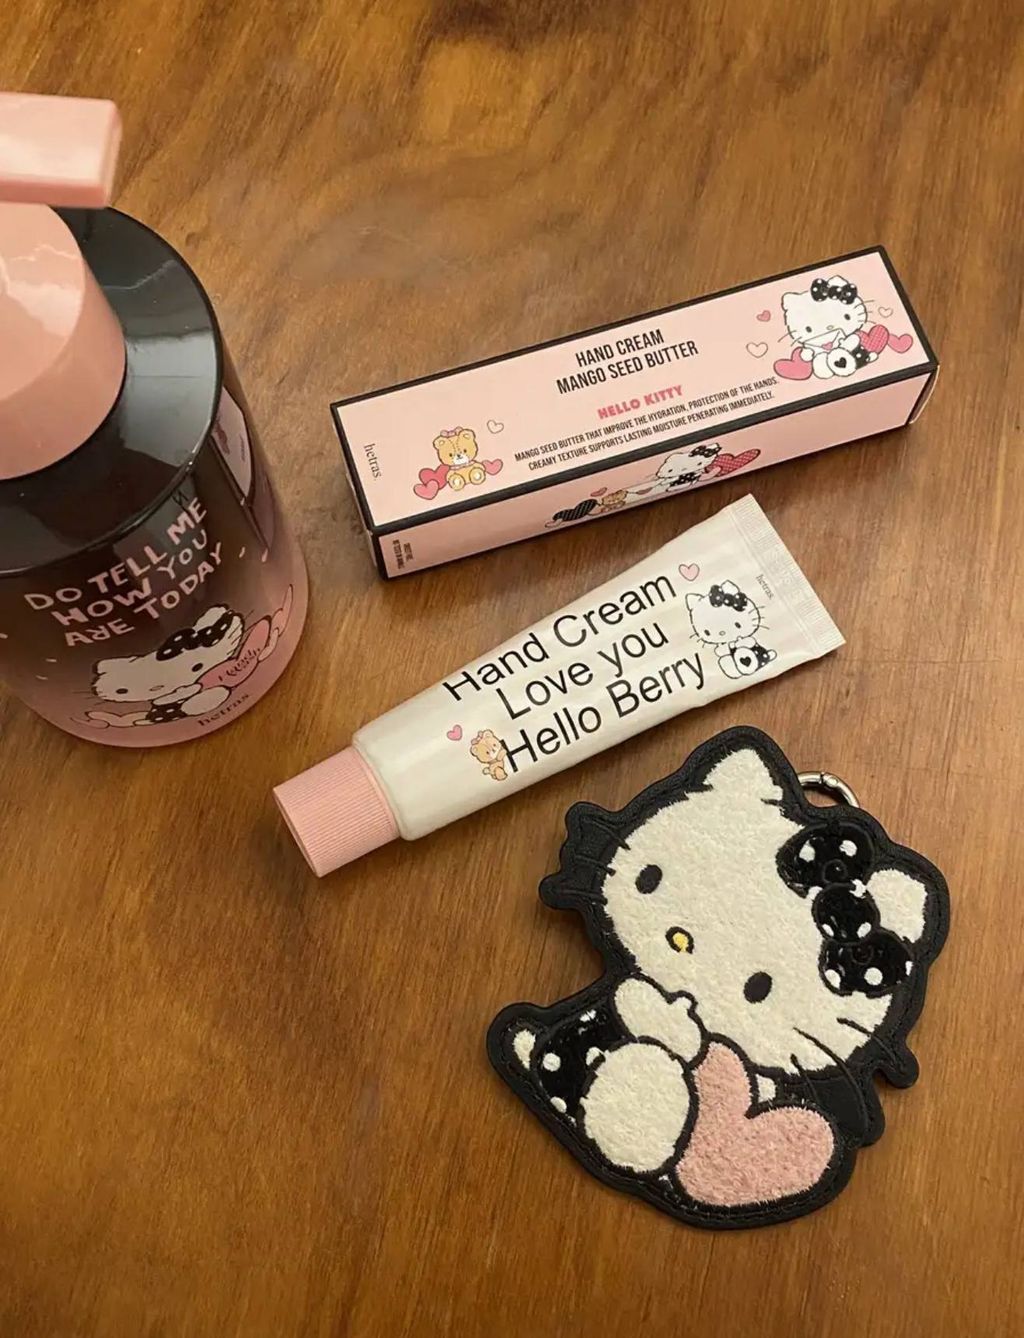 HAND CREAM
MANGO SEED BUTTER
HELLO KITTY
MANGO SEED BUTTER THAT IMPROVE THE HYDRATION, PROTECTION OF THE HANDS.
CREAMY TEXTURE SUPPORTS LASTING MOISTURE PENERATING IMMEDIATELY.
hetras.
DO TELL ME
HOW YOU
ARE TODAY
hetras
Hand Cream
Love you
Hello Berry
hetras.